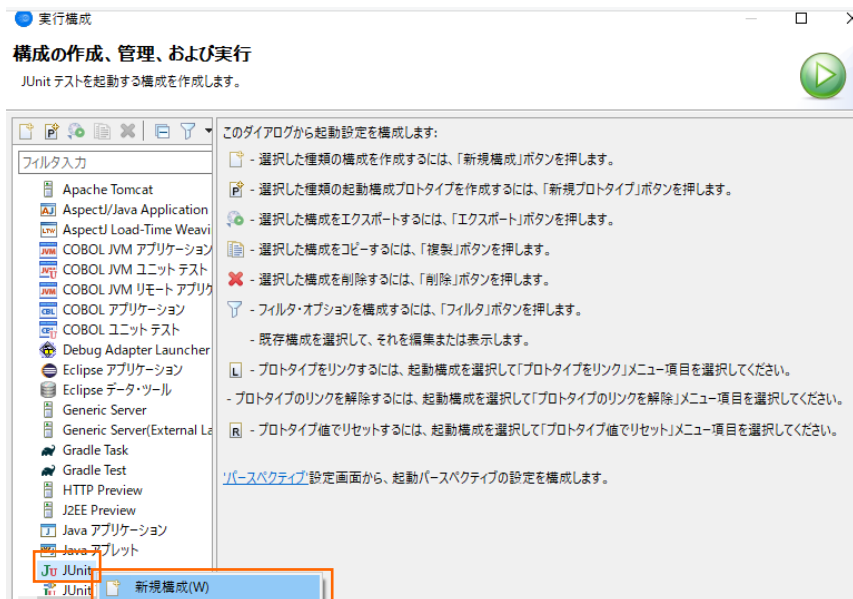 実行構成
構成の作成、管理、および実行
JUnit テストを起動する構成を作成します。
このダイアログから起動設定を構成します:
フィルタ入力
- 選択した種類の構成を作成するには、「新規構成」ボタンを押します。
Apache Tomcat
- 選択した種類の起動構成プロトタイプを作成するには、「新規プロトタイプ」ボタンを押します。
AspectJ/Java Application
- 選択した構成をエクスポートするには、「エクスポート」ボタンを押します。
AspectJ Load-Time Weavi
COBOL JVM アプリケーション
- 選択した構成をコピーするには、「複製」ボタンを押します。
COBOL JVM ユニット テスト
- 選択した構成を削除するには、「削除」ボタンを押します。
COBOL JVM リモート アプリケ
COBOL アプリケーション
- フィルタ・オプションを構成するには、「フィルタ」ボタンを押します。
COBOL ユニット テスト
- 既存構成を選択して、それを編集または表示します。
Debug Adapter Launcher
Eclipse アプリケーション
L - プロトタイプをリンクするには、起動構成を選択して「プロトタイプをリンク」メニュー項目を選択してください。
Eclipse データ・ツール
- プロトタイプのリンクを解除するには、起動構成を選択して「プロトタイプのリンクを解除」メニュー項目を選択してください。
Generic Server
Generic Server(External La
R - プロトタイプ値でリセットするには、起動構成を選択して「プロトタイプ値でリセット」メニュー項目を選択してください。
Gradle Task
Gradle Test
'パースペクティブ'設定画面から、起動パースペクティブの設定を構成します。
HTTP Preview
J2EE Preview
Java アプリケーション
Java アプレット
JUnit
JUnit
新規構成(W)